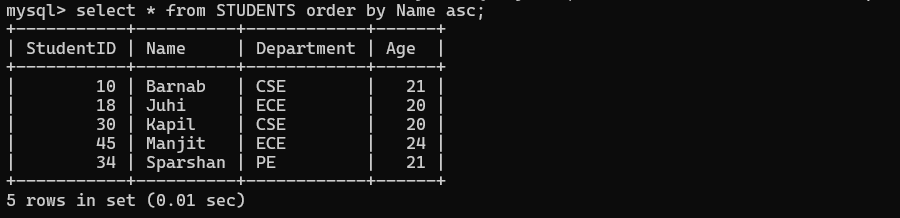 mysql> select * from STUDENTS order by Name asc;
+-----------+----------+------------+------+
| StudentID | Name     | Department | Age  |
+-----------+----------+------------+------+
|        10 | Barnab   | CSE        |   21 |
|        18 | Juhi     | ECE        |   20 |
|        30 | Kapil    | CSE        |   20 |
|        45 | Manjit   | ECE        |   24 |
|        34 | Sparshan | PE         |   21 |
+-----------+----------+------------+------+
5 rows in set (0.01 sec)